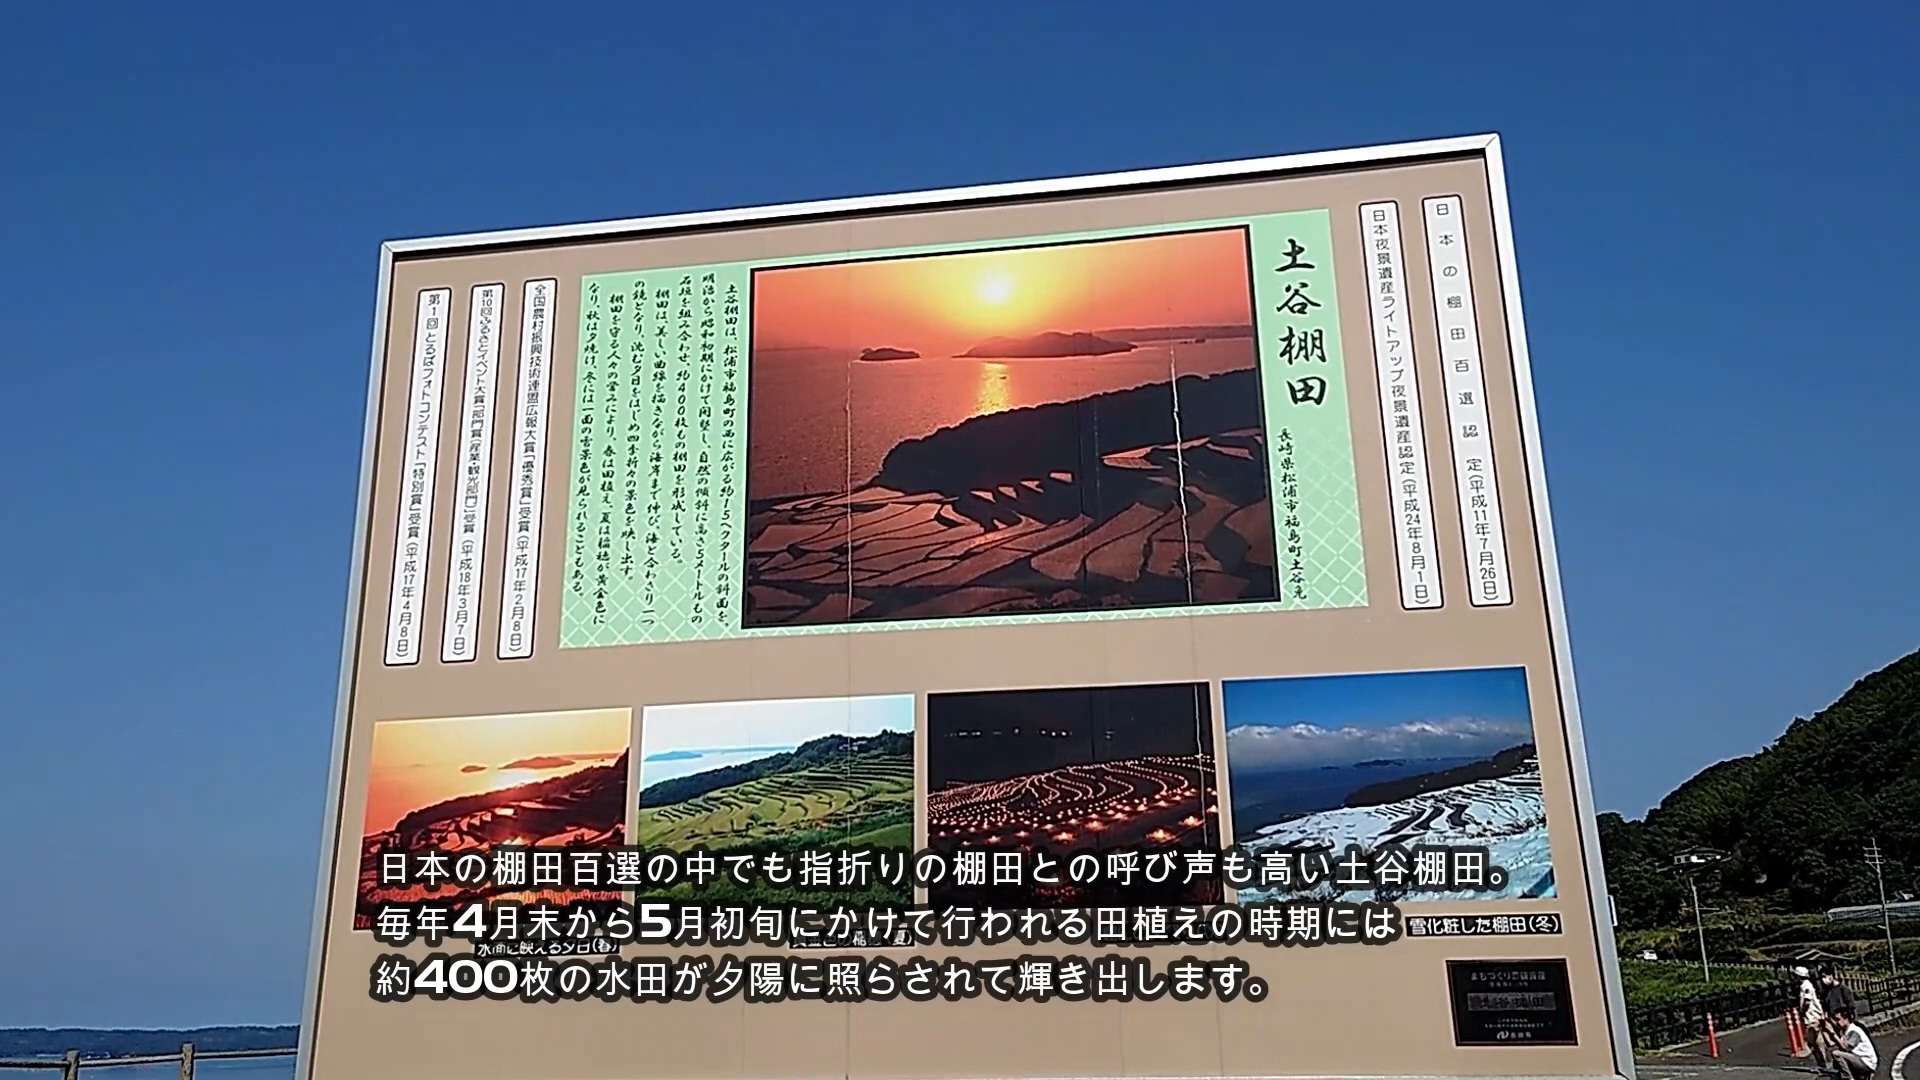 日本の棚田百選認定(平成11年7月26日)
日本夜景遺産ライトアップ夜景遺産認定(平成24年8月1日)
土谷棚田
長崎県松浦市福島町土谷免
土谷棚田は、松浦市福島町の西に広がる約15ヘクタールの斜面を、
明治から昭和初期にかけて開墾し、自然の傾斜に高さ5メートルもの
石垣を組み合わせ、約400枚もの棚田を形成している。
棚田は、美しい曲線を描きながら海岸まで伸び、海と合わさり一つ
の鏡となり、沈む夕日をはじめ四季折々の景色を映し出す。
棚田を守る人々の営みにより、春は田植え、夏は稲穂が黄金色に
なり、秋は夕焼け、冬には一面の雪景色が見られることもある。
全国農村振興技術連盟広報大賞「優秀賞」受賞(平成17年2月8日)
第10回ふるさとイベント大賞「部門賞(産業・観光部門)」受賞(平成18年3月7日)
第1回とるぱフォトコンテスト「特別賞」受賞(平成17年4月8日)
水面に映える夕日(春)
(夏)
雪化粧した棚田(冬)
日本の棚田百選の中でも指折りの棚田との呼び声も高い土谷棚田。
毎年4月末から5月初旬にかけて行われる田植えの時期には
約400枚の水田が夕陽に照らされて輝き出します。
土谷棚田
長崎県